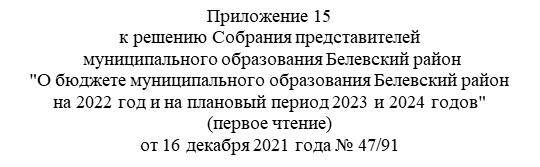 Приложение 15
к решению Собрания представителей
муниципального образования Белевский район
"О бюджете муниципального образования Белевский район
на 2022 год и на плановый период 2023 и 2024 годов"
(первое чтение)
от 16 декабря 2021 года № 47/91